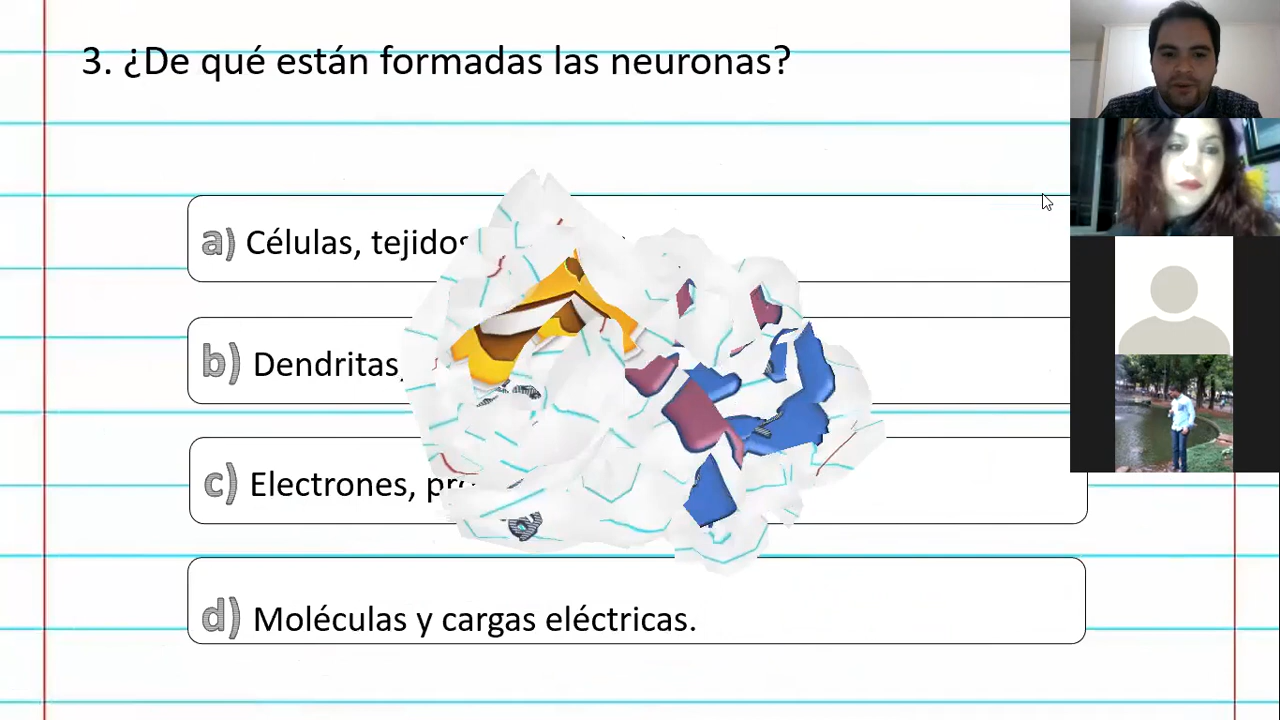 3. ¿De qué están formadas las neuronas?
a) Células, tejidos
b) Dendritas,
c) Electrones,
d) Moléculas y cargas eléctricas.